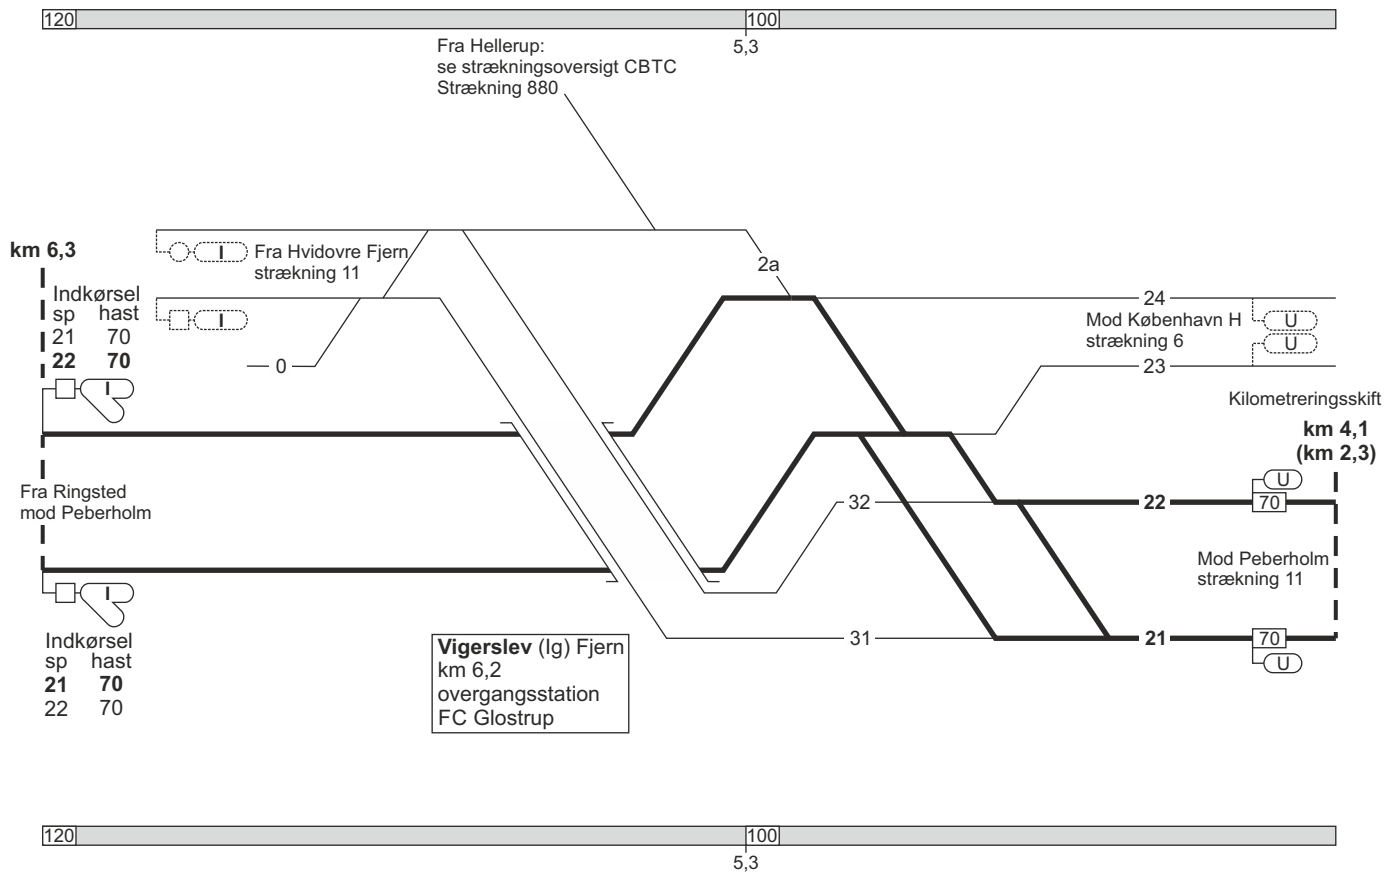 120
100
5,3
Fra Hellerup:
se strækningsoversigt CBTC
Strækning 880
km 6,3
I
Fra Hvidovre Fjern
strækning 11
2a
Indkørsel
sp hast
21 70
22 70
I
I
0
24
Mod København H
strækning 6
U
U
23
Kilometreringsskift
km 4,1
(km 2,3)
Fra Ringsted
mod Peberholm
32
22
U
70
Mod Peberholm
strækning 11
I
Indkørsel
sp hast
21 70
22 70
31
21
70
U
Vigerslev (Ig) Fjern
km 6,2
overgangsstation
FC Glostrup
120
100
5,3